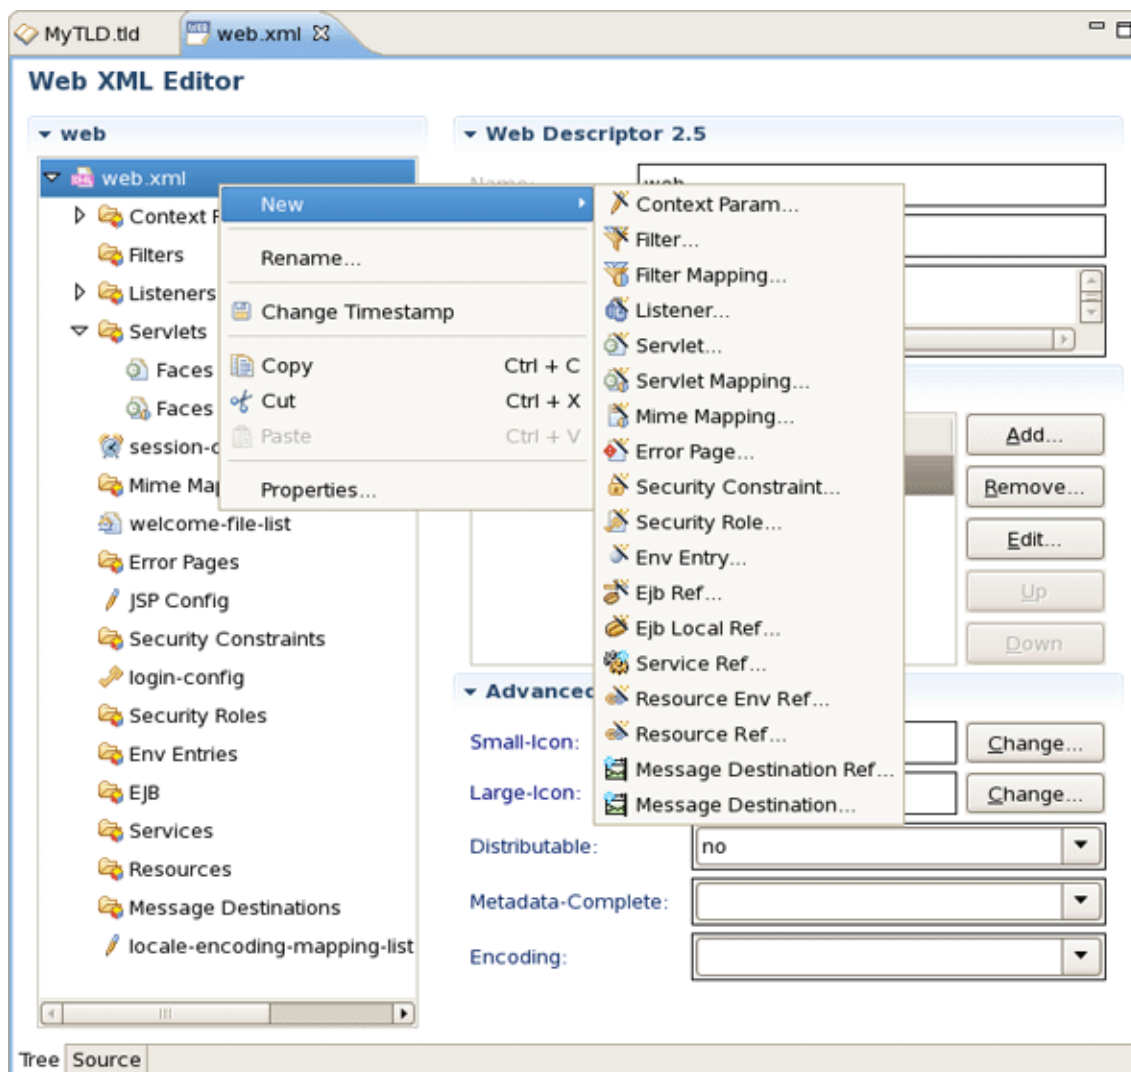 MyTLD.tld
web.xml
Web XML Editor
web
Web Descriptor 2.5
web.xml
Name:
web
Context P
Filters
Listeners
Servlets
Faces
Faces
session-c
Mime Map
welcome-file-list
Error Pages
JSP Config
Security Constraints
login-config
Security Roles
Env Entries
EJB
Services
Resources
Message Destinations
locale-encoding-mapping-list
New
Rename...
Change Timestamp
Copy Ctrl + C
Cut Ctrl + X
Paste Ctrl + V
Properties...
Context Param...
Filter...
Filter Mapping...
Listener...
Servlet...
Servlet Mapping...
Mime Mapping...
Error Page...
Security Constraint...
Security Role...
Env Entry...
Ejb Ref...
Ejb Local Ref...
Service Ref...
Resource Env Ref...
Resource Ref...
Message Destination Ref...
Message Destination...
Add...
Remove...
Edit...
Up
Down
Advanced
Small-Icon:
Change...
Large-Icon:
Change...
Distributable:
no
Metadata-Complete:
Encoding:
Tree
Source